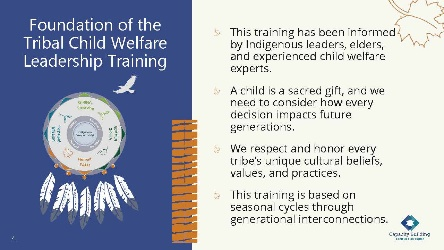 Foundation of the
Tribal Child Welfare
Leadership Training
This training has been informed
by Indigenous leaders, elders,
and experienced child welfare
experts.
A child is a sacred gift, and we
need to consider how every
decision impacts future
generations.
We respect and honor every
tribe's unique cultural beliefs,
values, and practices.
This training is based on
seasonal cycles through
generational interconnections.
Capacity Building